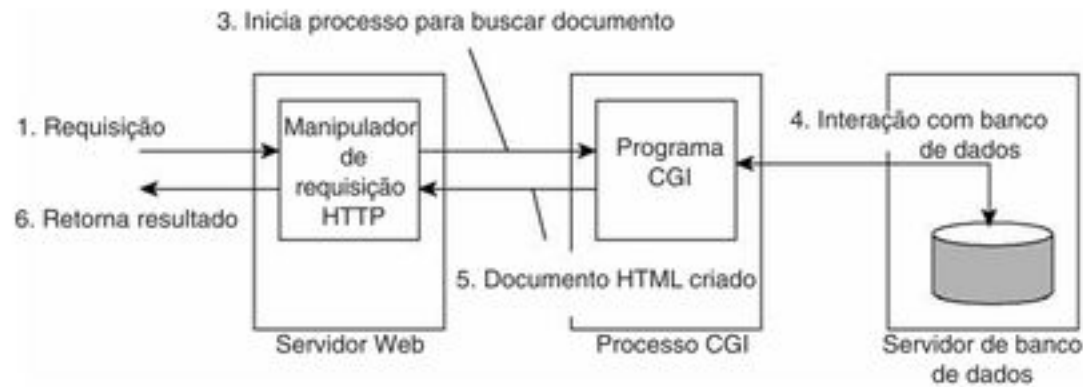 3. Inicia processo para buscar documento
1. Requisição
Manipulador
de
requisição
HTTP
Programa
CGI
4. Interação com banco
de dados
6. Retorna resultado
5. Documento HTML criado
Servidor Web
Processo CGI
Servidor de banco
de dados